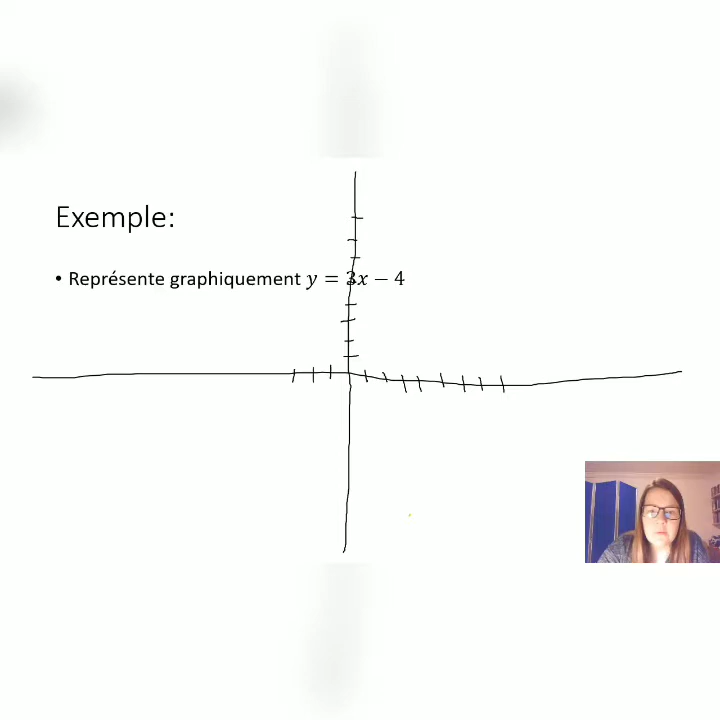 Exemple:
• Représente graphiquement y = 3x − 4